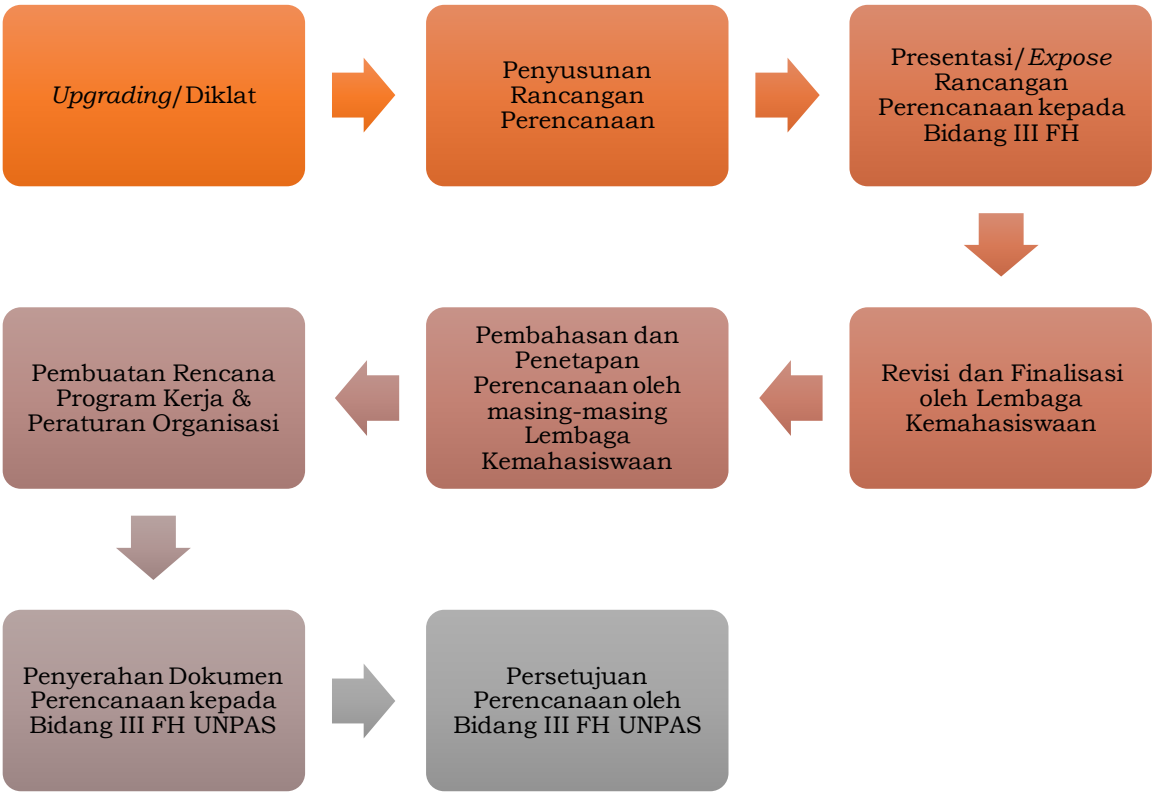 Upgrading/Diklat
Penyusunan
Rancangan
Perencanaan
Presentasi/Expose
Rancangan
Perencanaan kepada
Bidang III FH
Revisi dan Finalisasi
oleh Lembaga
Kemahasiswaan
Pembahasan dan
Penetapan
Perencanaan oleh
masing-masing
Lembaga
Kemahasiswaan
Pembuatan Rencana
Program Kerja &
Peraturan Organisasi
Penyerahan Dokumen
Perencanaan kepada
Bidang III FH UNPAS
Persetujuan
Perencanaan oleh
Bidang III FH UNPAS